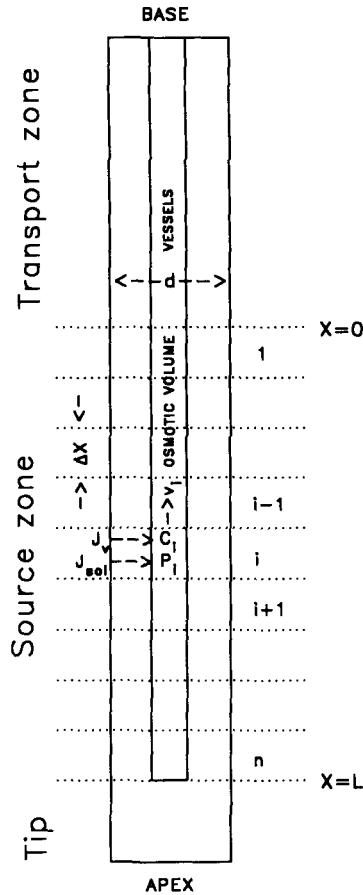 BASE
Transport zone
VESSELS
<--d-->
X=0
1
OSMOTIC VOLUME
--> ΔX <--
-->v_i
i-1
J_v --> C_i
J_sol --> P_i
i
i+1
Source zone
n
X=L
Tip
APEX